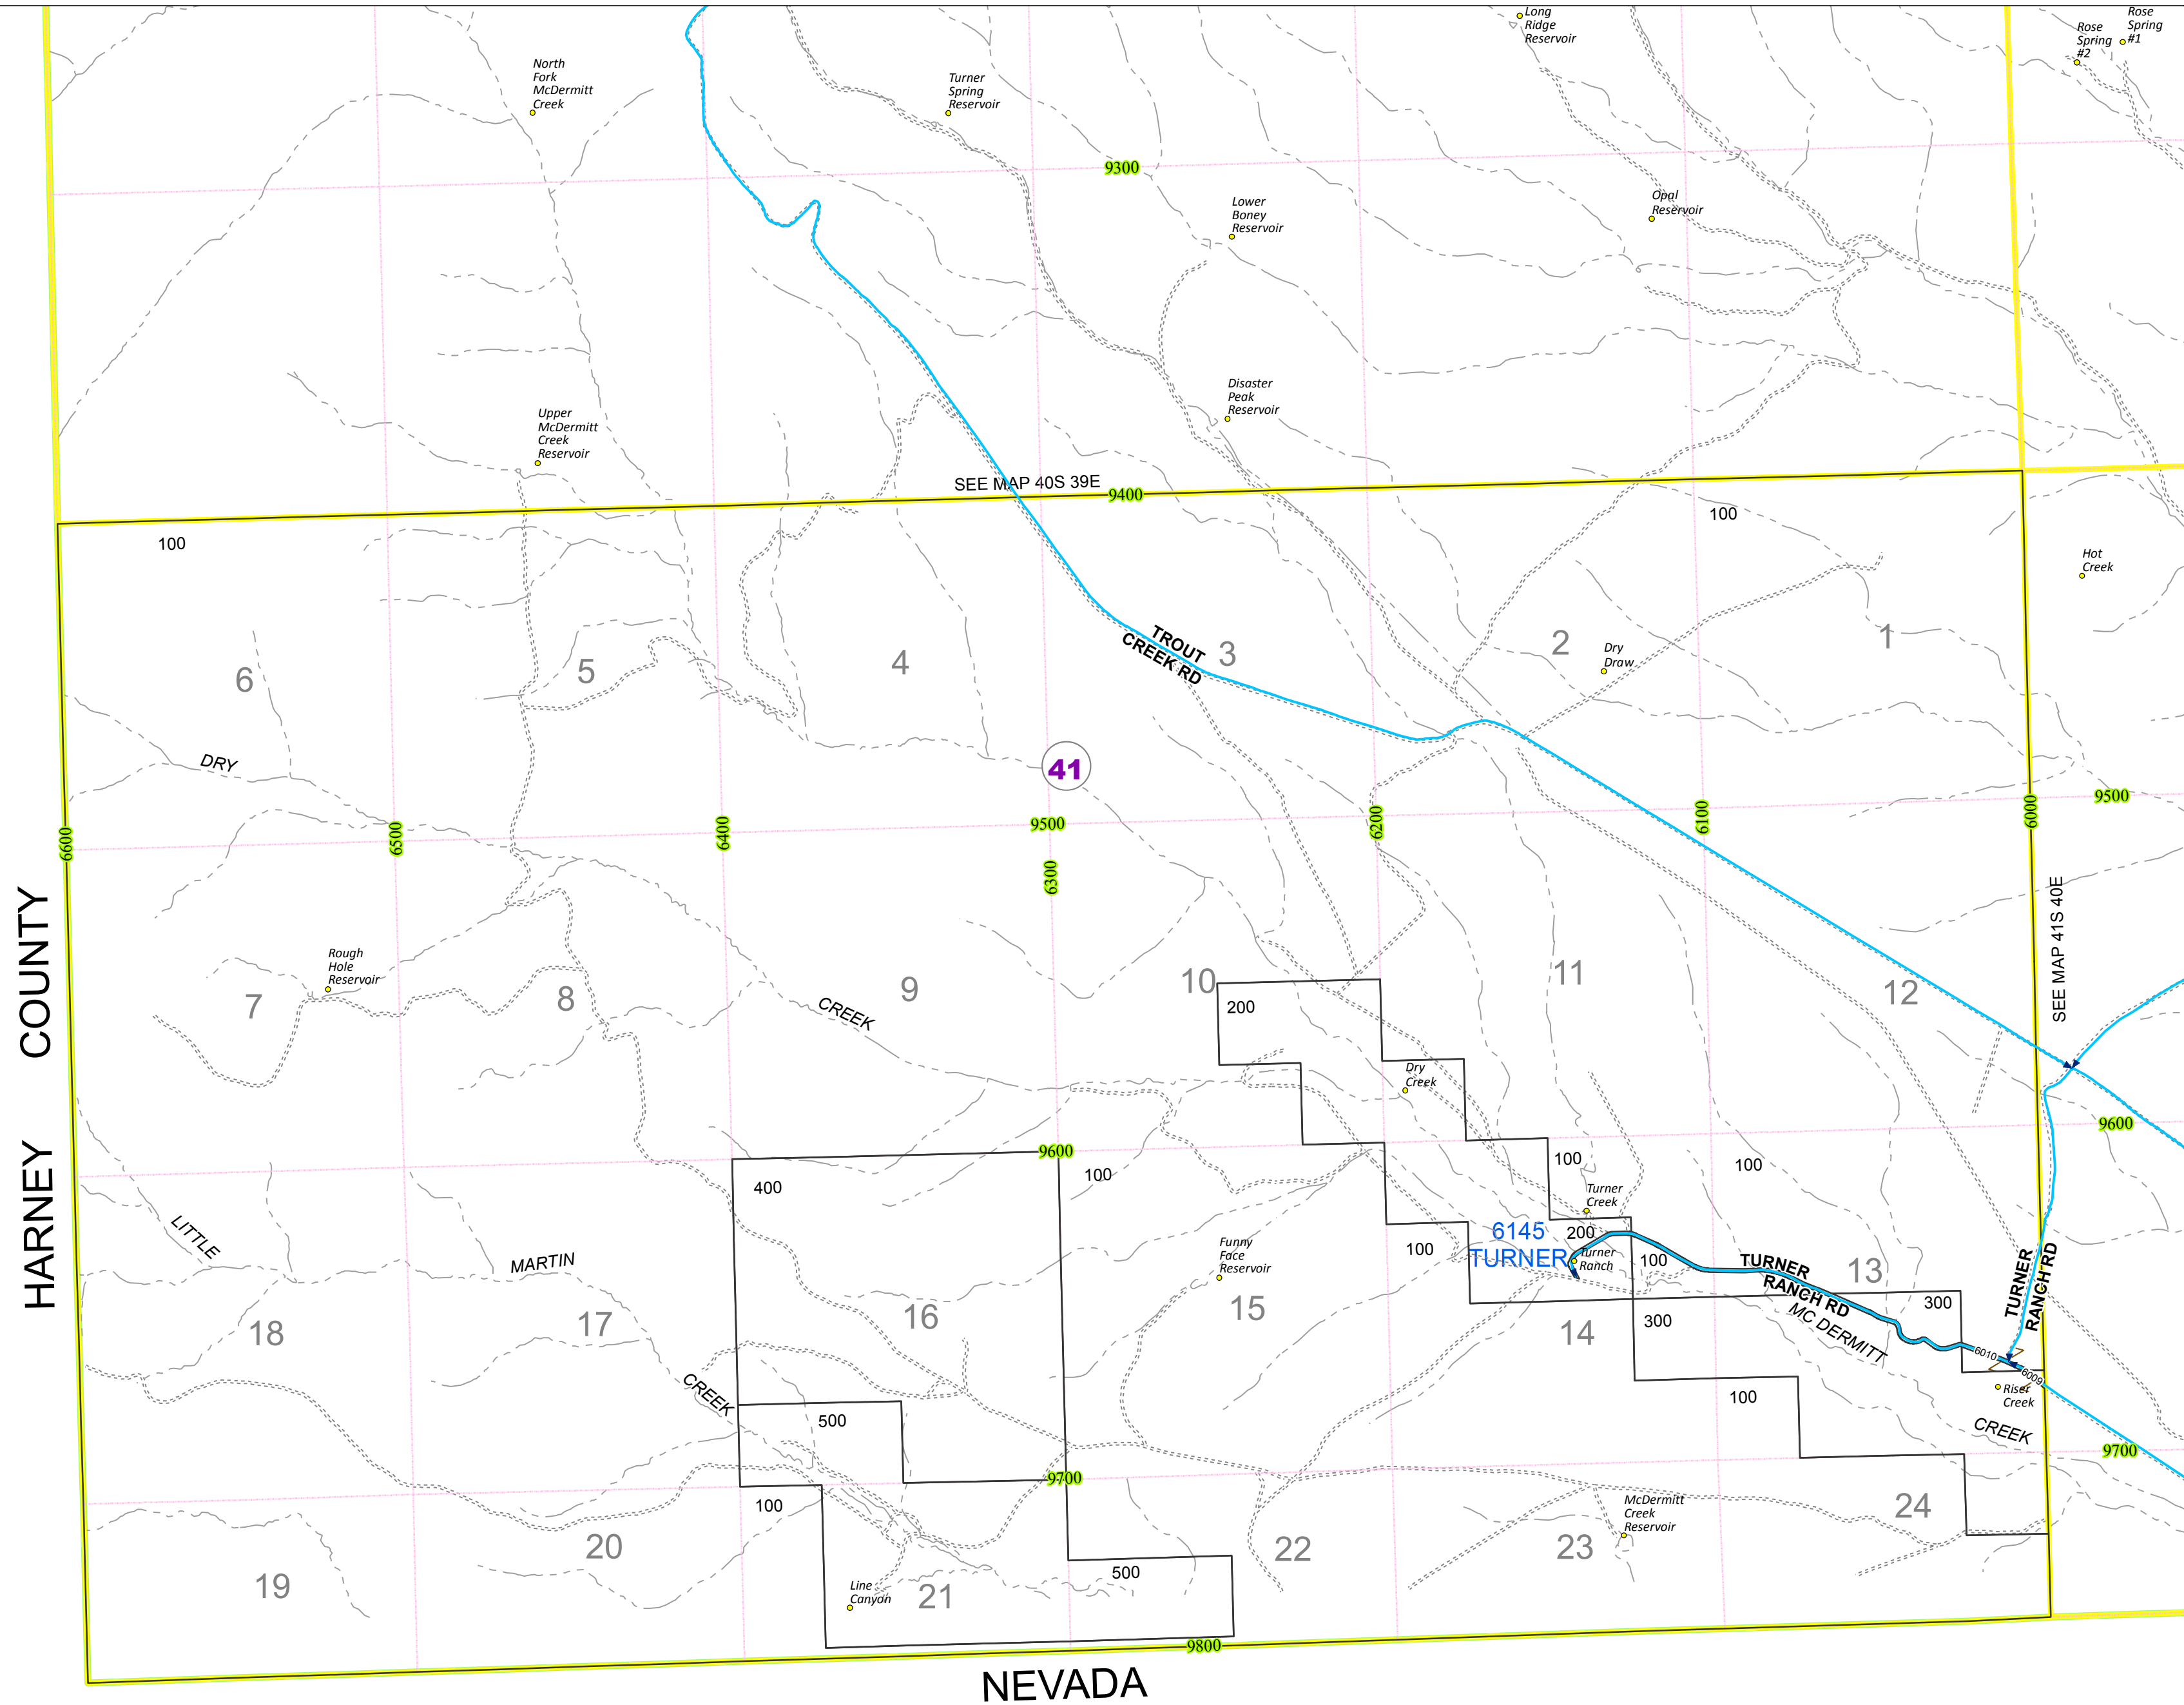 Long
Ridge
Reservoir
Rose
Spring
#2
Rose
Spring
#1
North
Fork
McDermitt
Creek
Turner
Spring
Reservoir
9300
Lower
Boney
Reservoir
Opal
Reservoir
Disaster
Peak
Reservoir
Upper
McDermitt
Creek
Reservoir
SEE MAP 40S 39E
9400
100
100
Hot
Creek
6
5
4
TROUT
CREEK RD
3
2
Dry
Draw
1
DRY
41
6600
6500
6400
9500
6300
6200
6100
6000
9500
HARNEY COUNTY
SEE MAP 41S 40E
Rough
Hole
Reservoir
7
8
9
CREEK
10
200
11
12
Dry
Creek
9600
9600
400
100
100
100
Turner
Creek
LITTLE
MARTIN
Funny
Face
Reservoir
100
6145
TURNER
200
Turner
Ranch
100
TURNER
RANCH RD
13
TURNER
RANCH RD
18
17
16
15
14
300
300
MC DERMITT
6010
6009
Riser
Creek
CREEK
500
100
CREEK
9700
9700
100
McDermitt
Creek
Reservoir
24
19
20
Line
Canyon
21
500
22
23
9800
NEVADA